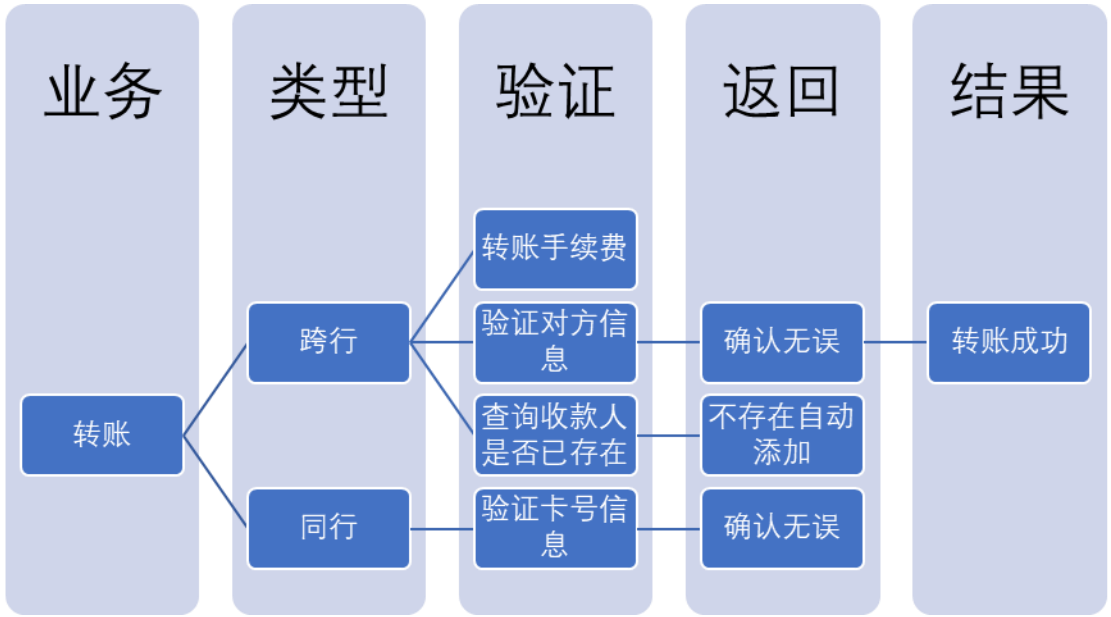 业务
类型
验证
返回
结果
转账手续费
跨行
验证对方信
息
确认无误
转账成功
转账
查询收款人
是否已存在
不存在自动
添加
同行
验证卡号信
息
确认无误